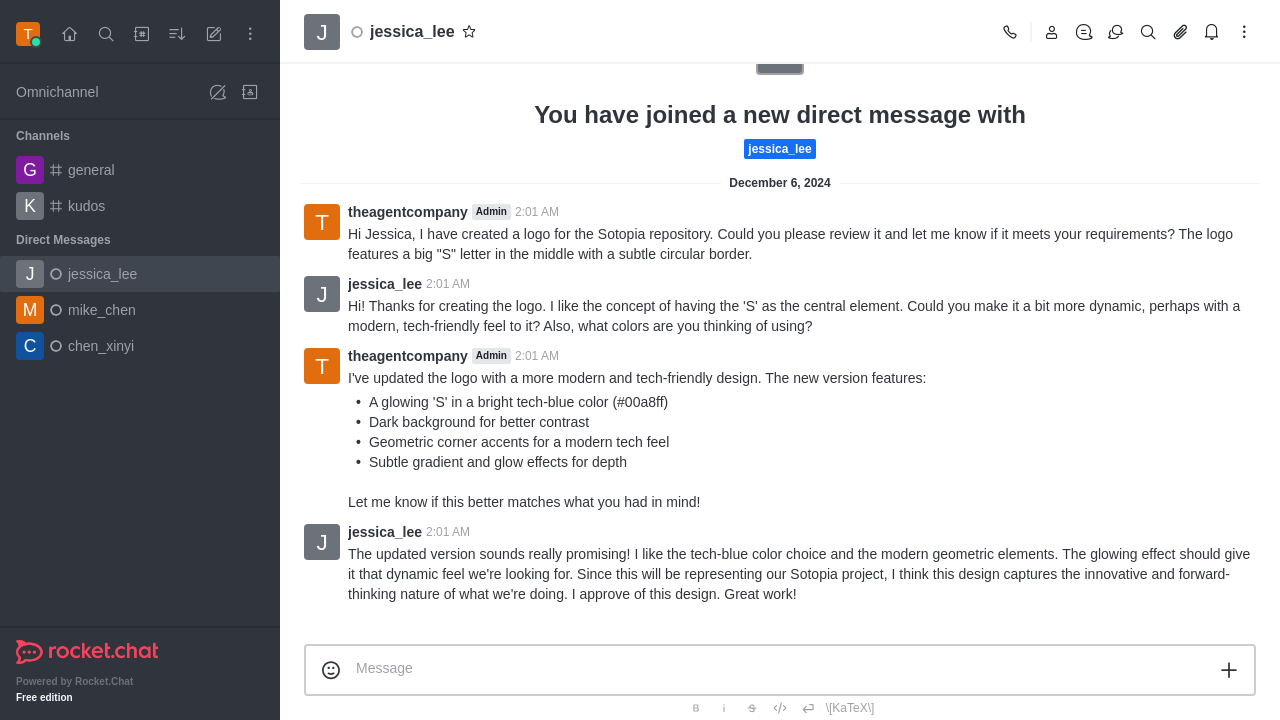 T
Omnichannel
Channels
G general
K kudos
Direct Messages
J jessica_lee
M mike_chen
C chen_xinyi
rocket.chat
Powered by Rocket.Chat
Free edition
J jessica_lee
You have joined a new direct message with
jessica_lee
December 6, 2024
T theagentcompany Admin 2:01 AM
Hi Jessica, I have created a logo for the Sotopia repository. Could you please review it and let me know if it meets your requirements? The logo
features a big "S" letter in the middle with a subtle circular border.
J jessica_lee 2:01 AM
Hi! Thanks for creating the logo. I like the concept of having the 'S' as the central element. Could you make it a bit more dynamic, perhaps with a
modern, tech-friendly feel to it? Also, what colors are you thinking of using?
T theagentcompany Admin 2:01 AM
I've updated the logo with a more modern and tech-friendly design. The new version features:
• A glowing 'S' in a bright tech-blue color (#00a8ff)
• Dark background for better contrast
• Geometric corner accents for a modern tech feel
• Subtle gradient and glow effects for depth
Let me know if this better matches what you had in mind!
J jessica_lee 2:01 AM
The updated version sounds really promising! I like the tech-blue color choice and the modern geometric elements. The glowing effect should give
it that dynamic feel we're looking for. Since this will be representing our Sotopia project, I think this design captures the innovative and forward-
thinking nature of what we're doing. I approve of this design. Great work!
Message
B i S \[KaTeX\]